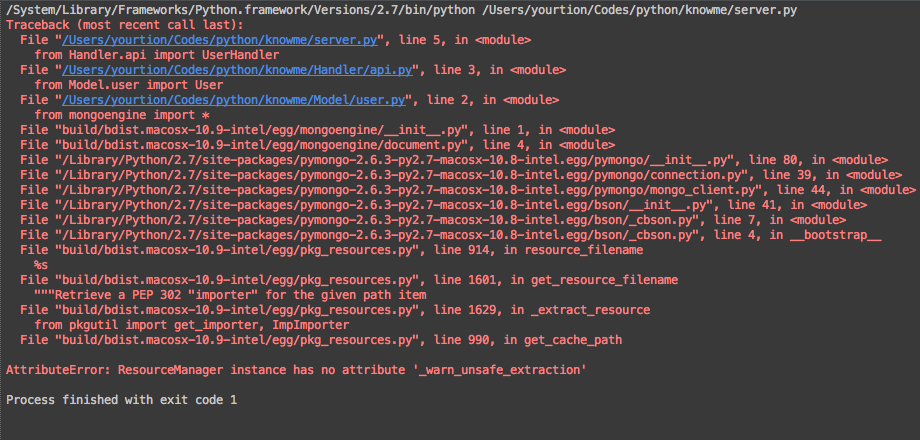 /System/Library/Frameworks/Python.framework/Versions/2.7/bin/python /Users/yourtion/Codes/python/knowme/server.py
Traceback (most recent call last):
  File "/Users/yourtion/Codes/python/knowme/server.py", line 5, in <module>
    from Handler.api import UserHandler
  File "/Users/yourtion/Codes/python/knowme/Handler/api.py", line 3, in <module>
    from Model.user import User
  File "/Users/yourtion/Codes/python/knowme/Model/user.py", line 2, in <module>
    from mongoengine import *
  File "build/bdist.macosx-10.9-intel/egg/mongoengine/__init__.py", line 1, in <module>
  File "build/bdist.macosx-10.9-intel/egg/mongoengine/document.py", line 4, in <module>
  File "/Library/Python/2.7/site-packages/pymongo-2.6.3-py2.7-macosx-10.8-intel.egg/pymongo/__init__.py", line 80, in <module>
  File "/Library/Python/2.7/site-packages/pymongo-2.6.3-py2.7-macosx-10.8-intel.egg/pymongo/connection.py", line 39, in <module>
  File "/Library/Python/2.7/site-packages/pymongo-2.6.3-py2.7-macosx-10.8-intel.egg/pymongo/mongo_client.py", line 44, in <module>
  File "/Library/Python/2.7/site-packages/pymongo-2.6.3-py2.7-macosx-10.8-intel.egg/bson/__init__.py", line 41, in <module>
  File "/Library/Python/2.7/site-packages/pymongo-2.6.3-py2.7-macosx-10.8-intel.egg/bson/_cbson.py", line 7, in <module>
  File "/Library/Python/2.7/site-packages/pymongo-2.6.3-py2.7-macosx-10.8-intel.egg/bson/_cbson.py", line 4, in __bootstrap__
  File "build/bdist.macosx-10.9-intel/egg/pkg_resources.py", line 914, in resource_filename
    %s
  File "build/bdist.macosx-10.9-intel/egg/pkg_resources.py", line 1601, in get_resource_filename
    """Retrieve a PEP 302 "importer" for the given path item
  File "build/bdist.macosx-10.9-intel/egg/pkg_resources.py", line 1629, in _extract_resource
    from pkgutil import get_importer, ImpImporter
  File "build/bdist.macosx-10.9-intel/egg/pkg_resources.py", line 990, in get_cache_path
AttributeError: ResourceManager instance has no attribute '_warn_unsafe_extraction'
Process finished with exit code 1